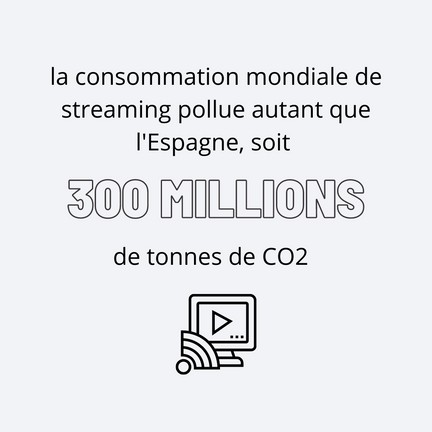 la consommation mondiale de
streaming pollue autant que
l'Espagne, soit
300 MILLIONS
de tonnes de CO2